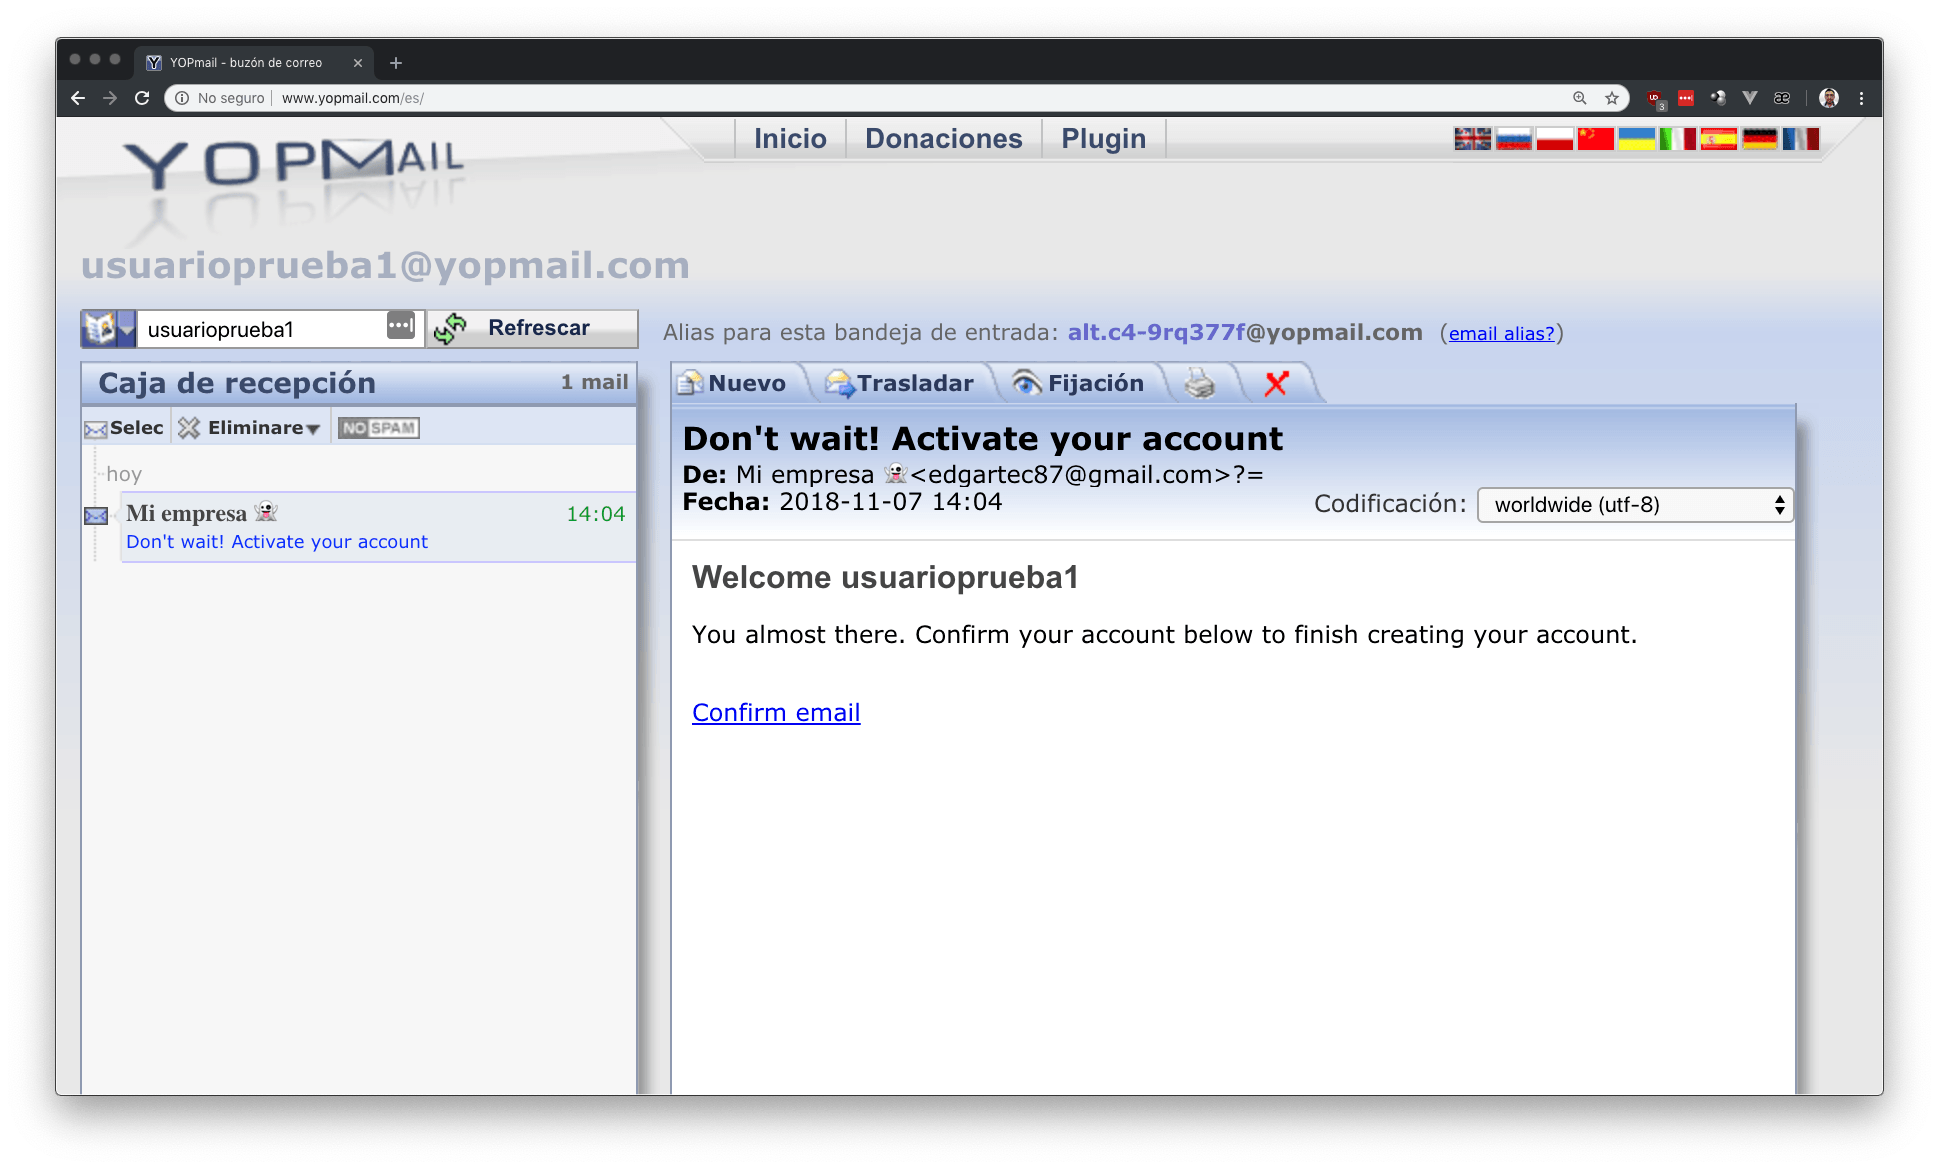 YOPmail - buzón de correo
No seguro | www.yopmail.com/es/
3
YOPMAIL
Inicio Donaciones Plugin
usuarioprueba1@yopmail.com
usuarioprueba1 Refrescar
Alias para esta bandeja de entrada: alt.c4-9rq377f@yopmail.com (email alias?)
Caja de recepción 1 mail
Selec Eliminare NO SPAM
hoy
Mi empresa 👻 14:04
Don't wait! Activate your account
Nuevo Trasladar Fijación
Don't wait! Activate your account
De: Mi empresa 👻<edgartec87@gmail.com>?=
Fecha: 2018-11-07 14:04
Codificación: worldwide (utf-8)
Welcome usuarioprueba1
You almost there. Confirm your account below to finish creating your account.
Confirm email